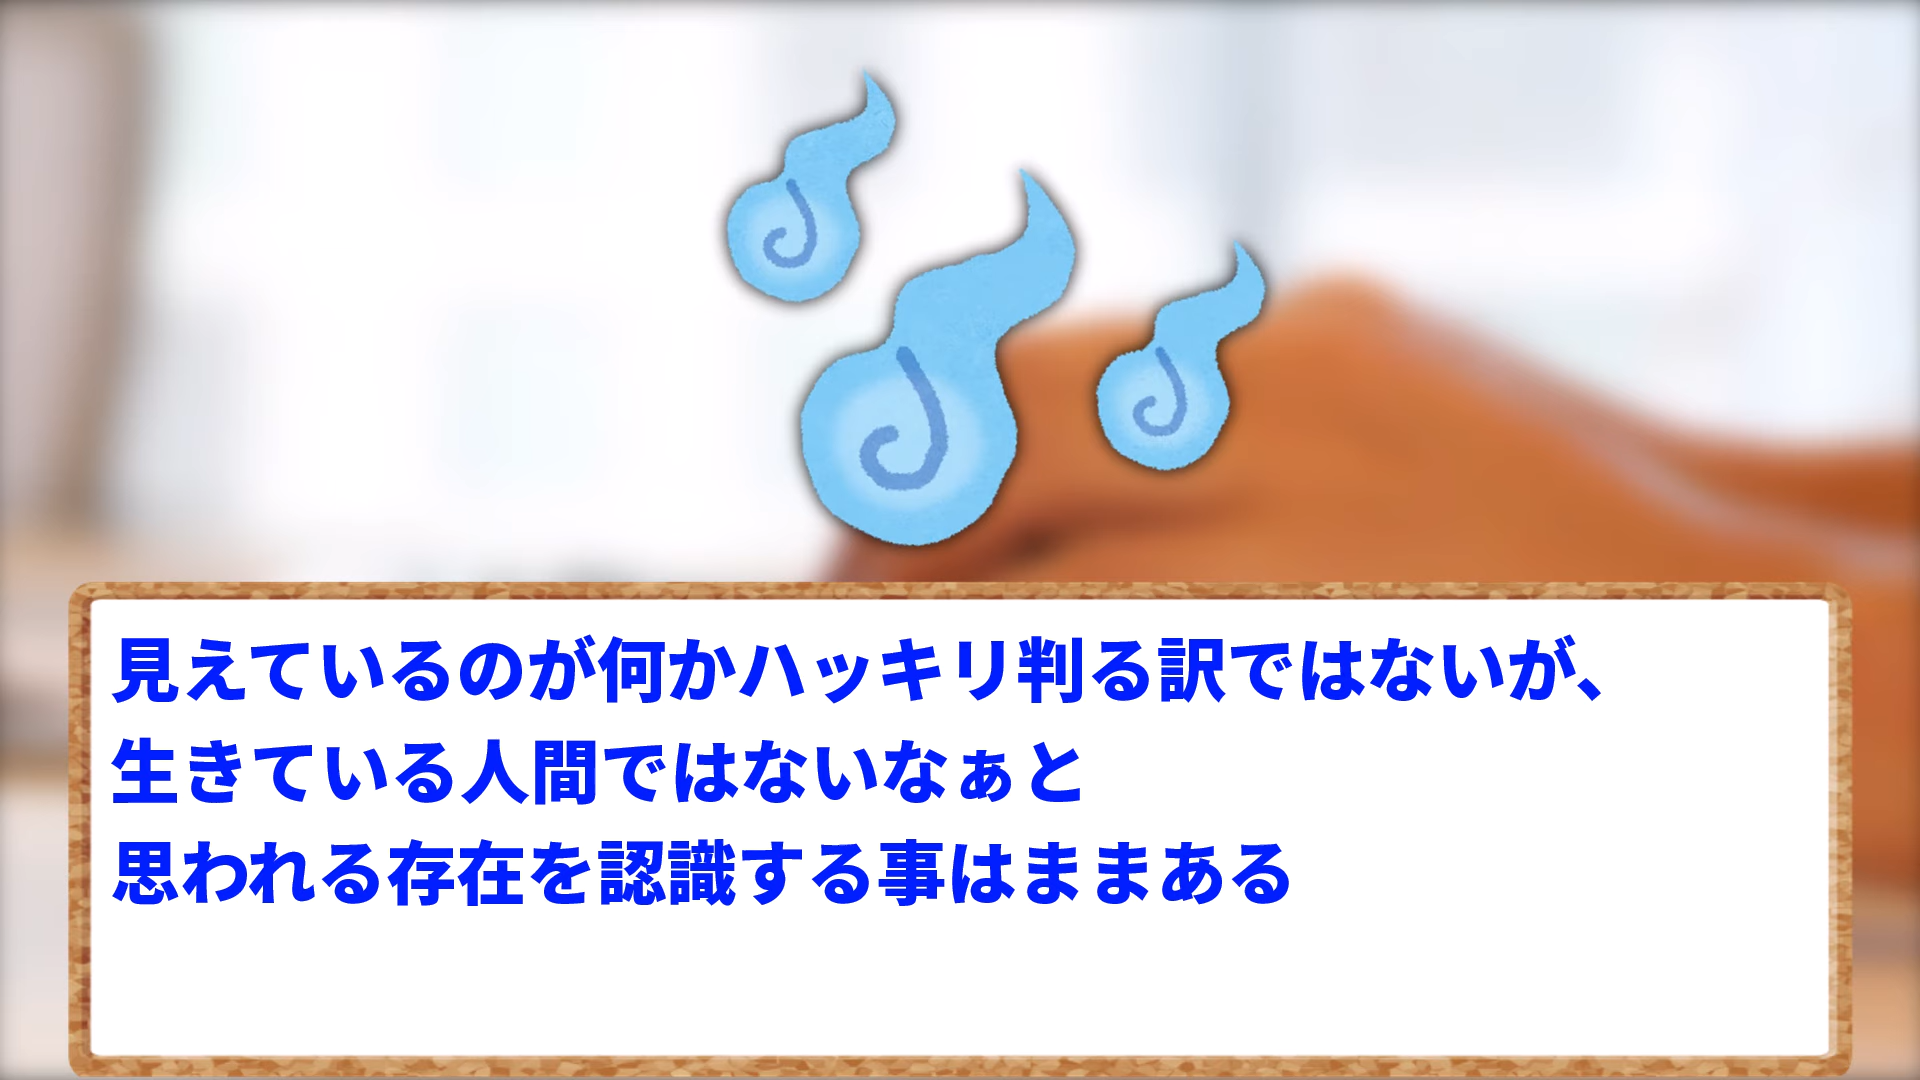 見えているのが何かハッキリ判る訳ではないが、
生きている人間ではないなぁと
思われる存在を認識する事はままある